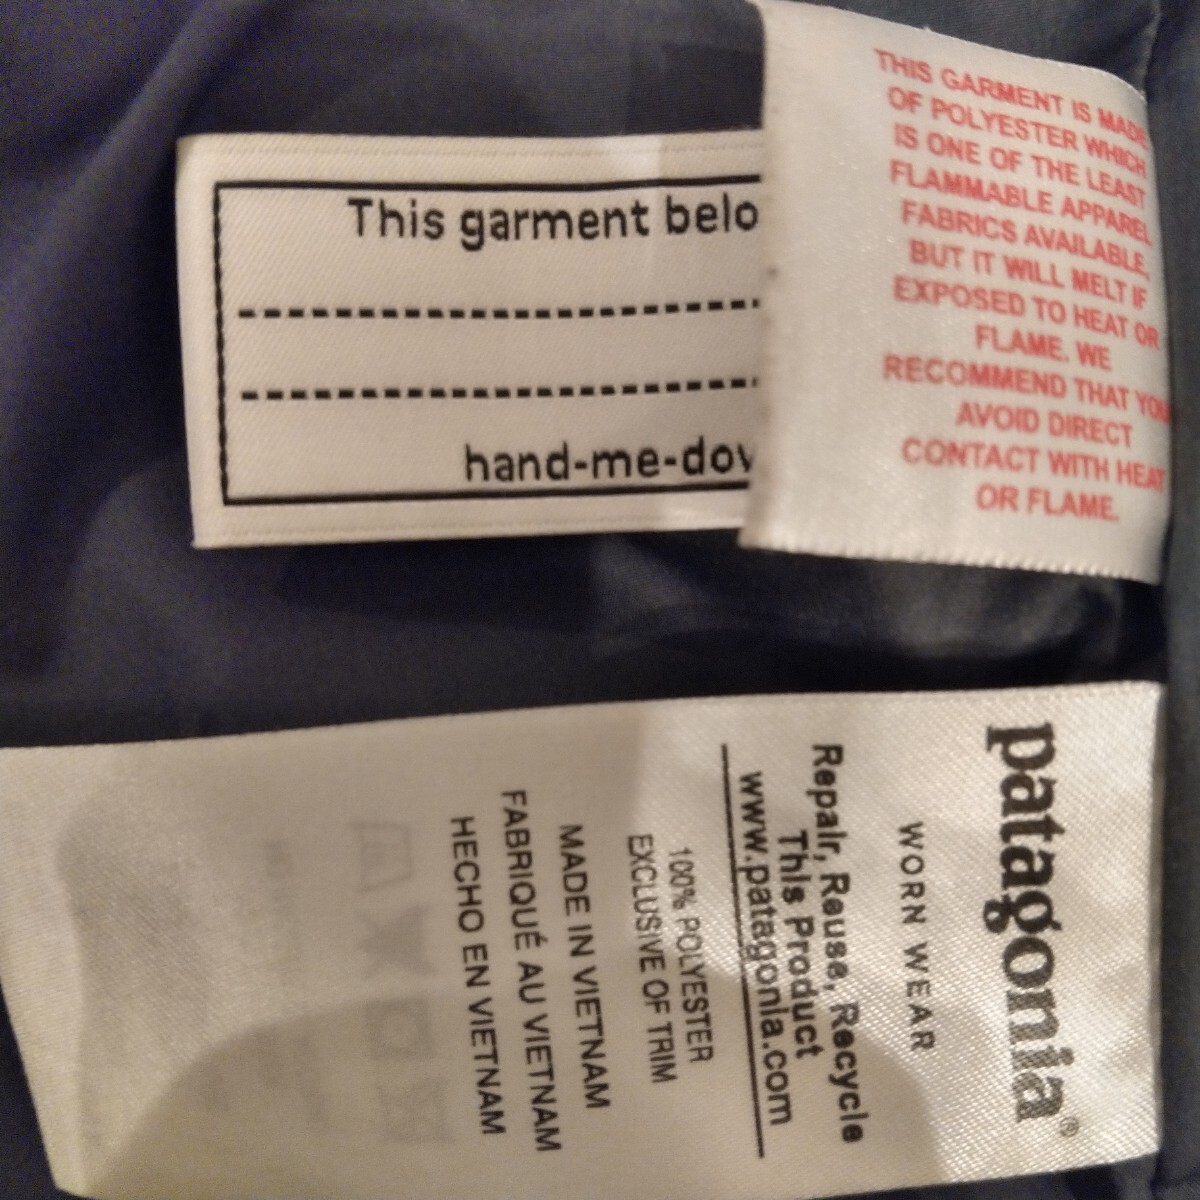 This garment
hand-me-
THIS GARMENT IS MADE
OF POLYESTER WHICH
IS ONE OF THE LEAST
FLAMMABLE APPAREL
FABRICS AVAILABLE,
BUT IT WILL MELT IF
EXPOSED TO HEAT OR
FLAME. WE
RECOMMEND THAT YOU
AVOID DIRECT
CONTACT WITH HEAT
OR FLAME.
patagonia®
WORN WEAR
Repair, Reuse, Recycle
This Product
www.patagonia.com
100% POLYESTER
EXCLUSIVE OF TRIM
MADE IN VIETNAM
FABRIQUÉ AU VIETNAM
HECHO EN VIETNAM